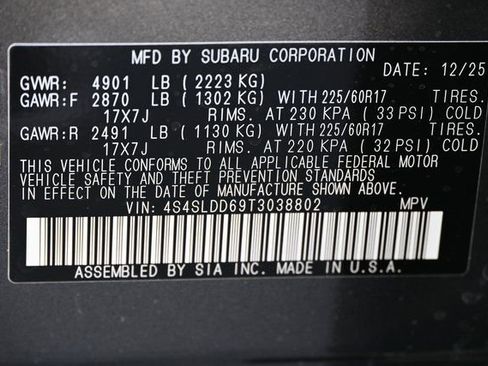 MFD BY SUBARU CORPORATION
DATE: 12/25
GVWR: 4901 LB ( 2223 KG)
GAWR:F 2870 LB ( 1302 KG) WITH 225/60R17 TIRES.
17X7J RIMS. AT 230 KPA ( 33 PSI) COLD
GAWR:R 2491 LB ( 1130 KG) WITH 225/60R17 TIRES.
17X7J RIMS. AT 220 KPA ( 32 PSI) COLD
THIS VEHICLE CONFORMS TO ALL APPLICABLE FEDERAL MOTOR
VEHICLE SAFETY AND THEFT PREVENTION STANDARDS IN EFFECT
ON THE DATE OF MANUFACTURE SHOWN ABOVE.
VIN: 4S4SLDD69T3038802 MPV
ASSEMBLED BY SIA INC. MADE IN U.S.A.